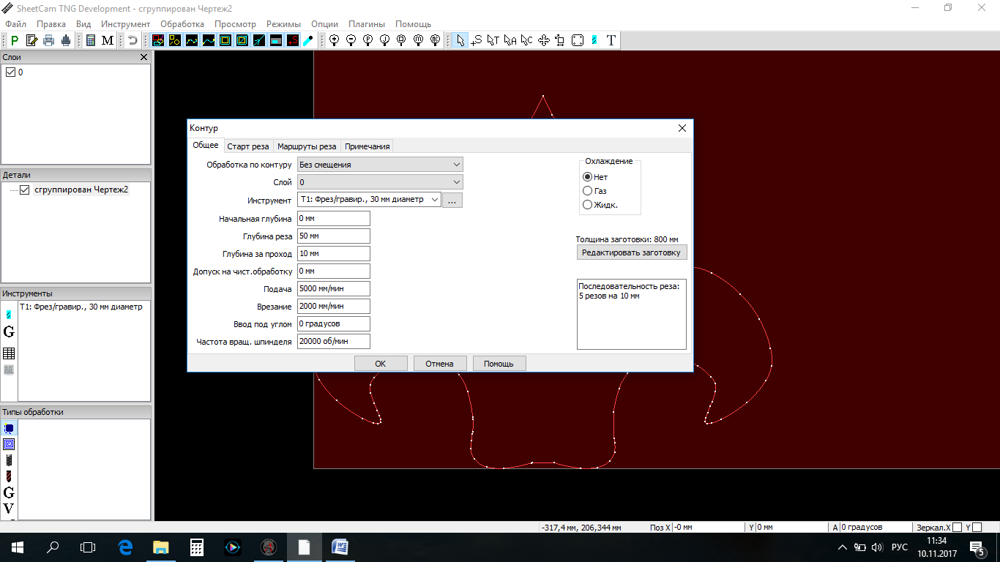 SheetCam TNG Development - сгруппирован Чертеж2
Файл Правка Вид Инструмент Обработка Просмотр Режимы Опции Плагины Помощь
P M S P J M MC S T A C T
Слои
0
Детали
сгруппирован Чертеж2
Инструменты
T1: Фрез/гравир., 30 мм диаметр
G
Типы обработки
G
V
Контур
Общее Старт реза Маршруты реза Примечания
Обработка по контуру Без смещения
Слой 0
Инструмент T1: Фрез/гравир., 30 мм диаметр ...
Начальная глубина 0 мм
Глубина реза 50 мм
Глубина за проход 10 мм
Допуск на чист.обработку 0 мм
Подача 5000 мм/мин
Врезание 2000 мм/мин
Ввод под углом 0 градусов
Частота вращ. шпинделя 20000 об/мин
Охлаждение
Нет
Газ
Жидк.
Толщина заготовки: 800 мм
Редактировать заготовку
Последовательность реза:
5 резов на 10 мм
OK Отмена Помощь
-317,4 мм, 206,344 мм Поз X -0 мм Y 0 мм A 0 градусов Зеркал.X Y
РУС
11:34
10.11.2017
5